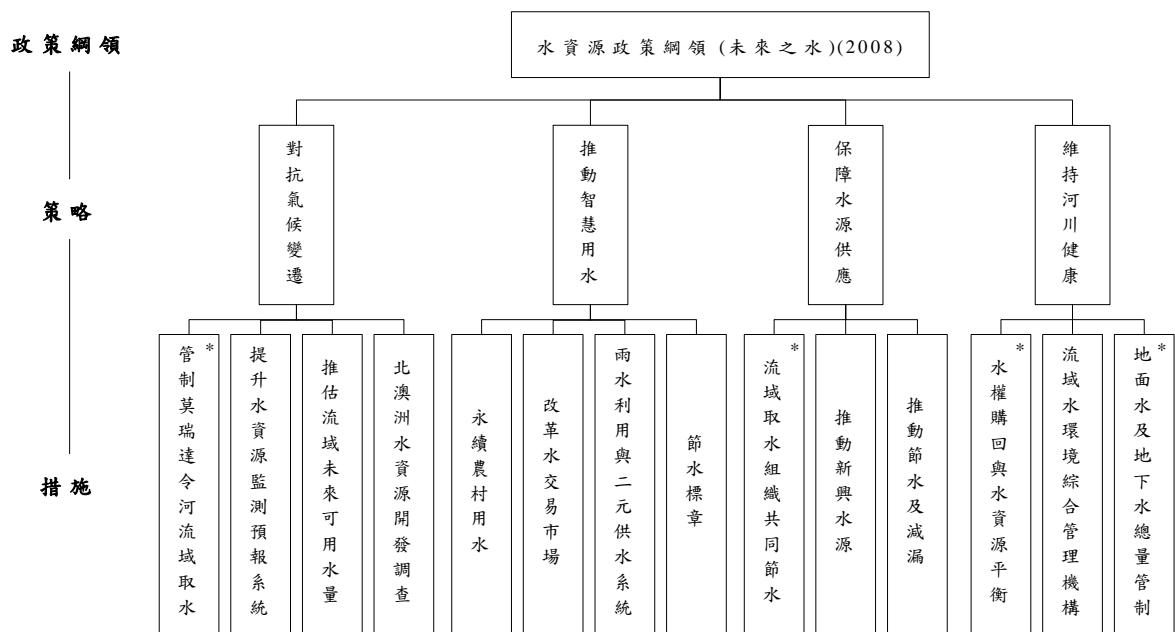 政策綱領
水資源政策綱領(未來之水)(2008)
策略
對抗氣候變遷
推動智慧用水
保障水源供應
維持河川健康
措施
管制莫瑞達令河流域取水*
提升水資源監測預報系統
推估流域未來可用水量
北澳洲水資源開發調查
永續農村用水
改革水交易市場
雨水利用與二元供水系統
節水標章
流域取水組織共同節水*
推動新興水源
推動節水及減漏
水權購回與水資源平衡*
流域水環境綜合管理機構
地面水及地下水總量管制*